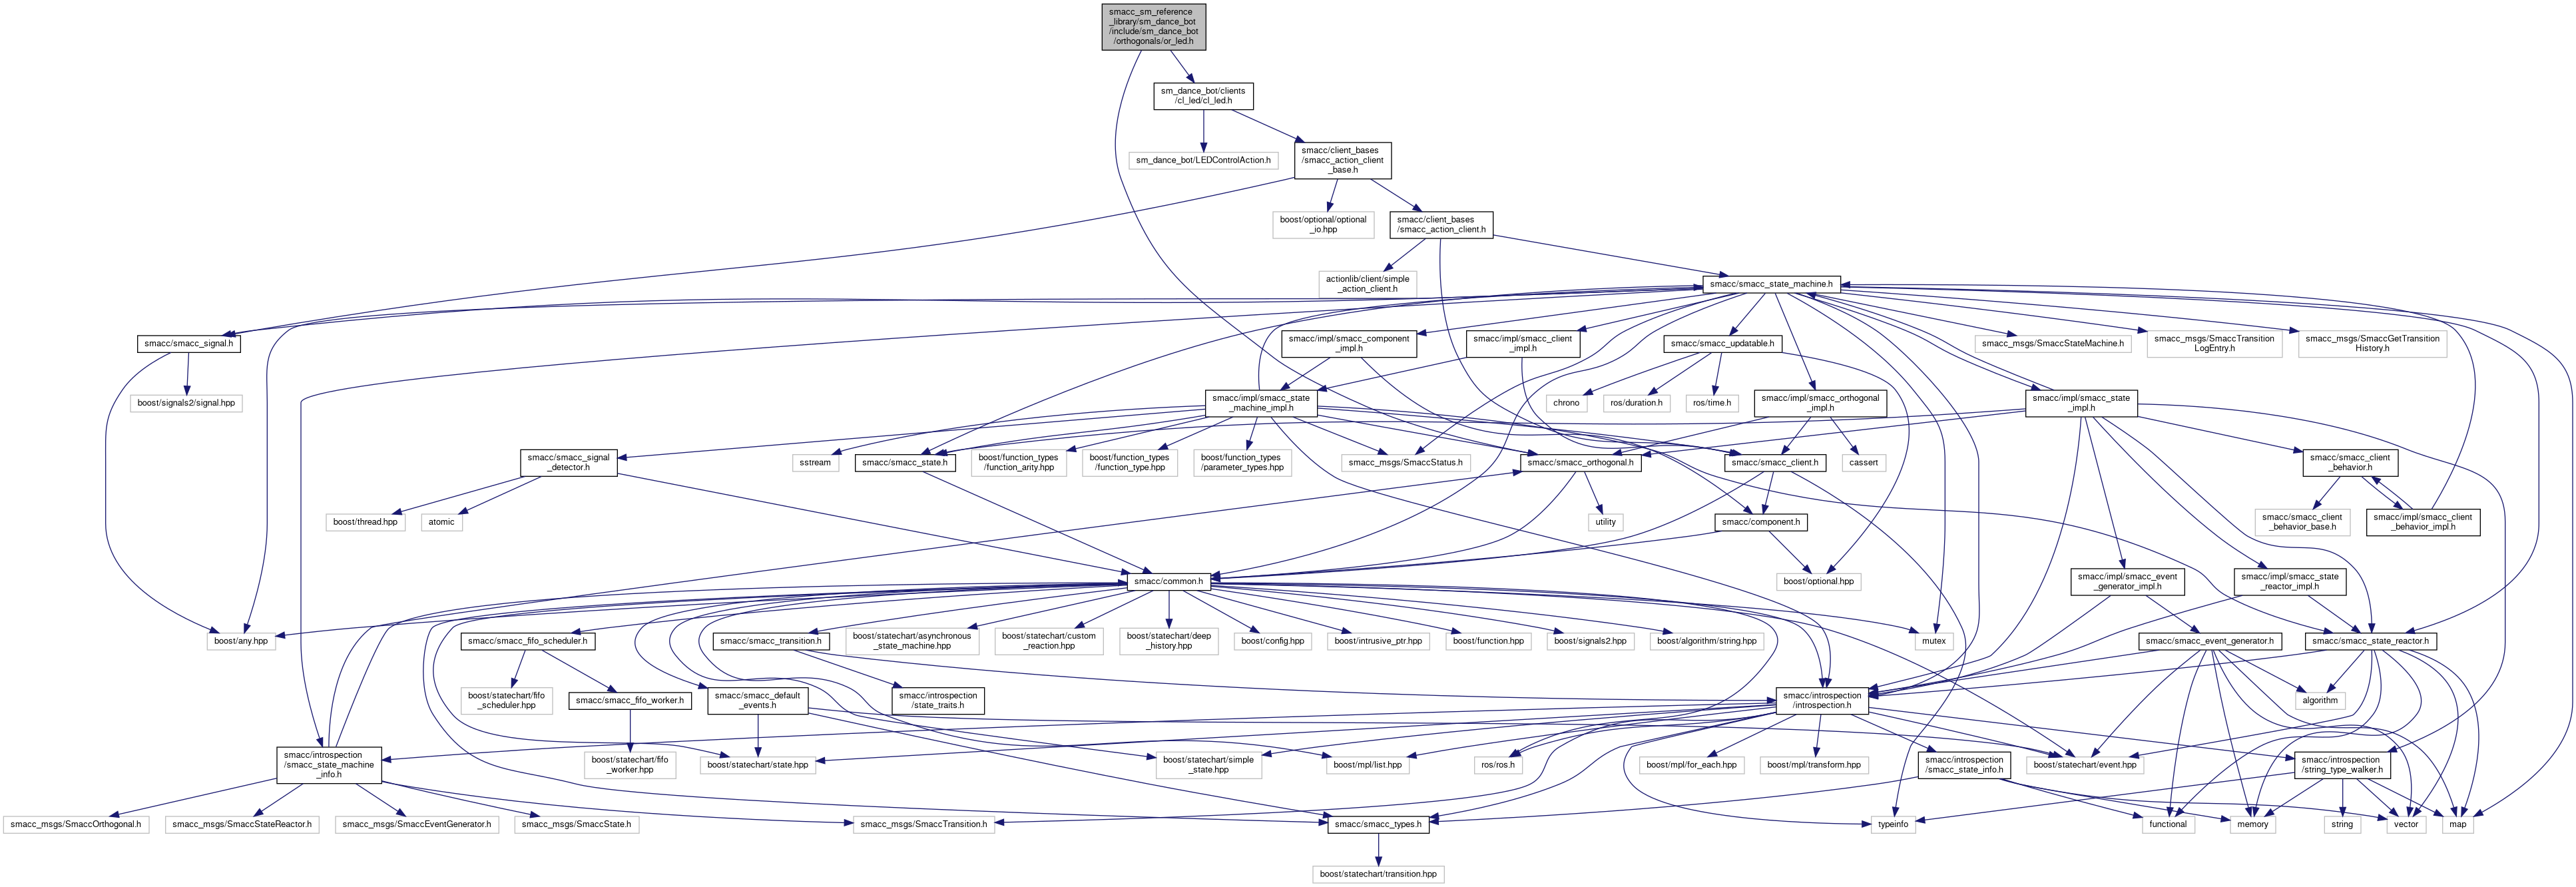 smacc_sm_reference
_library/sm_dance_bot
/include/sm_dance_bot
/orthogonals/or_led.h
sm_dance_bot/clients
/cl_led/cl_led.h
sm_dance_bot/LEDControlAction.h
smacc/client_bases
/smacc_action_client
_base.h
boost/optional/optional
_io.hpp
smacc/client_bases
/smacc_action_client.h
actionlib/client/simple
_action_client.h
smacc/smacc_state_machine.h
smacc/smacc_signal.h
smacc/impl/smacc_component
_impl.h
smacc/impl/smacc_client
_impl.h
smacc/smacc_updatable.h
smacc_msgs/SmaccStateMachine.h
smacc_msgs/SmaccTransition
LogEntry.h
smacc_msgs/SmaccGetTransition
History.h
boost/signals2/signal.hpp
smacc/impl/smacc_state
_machine_impl.h
chrono
ros/duration.h
ros/time.h
smacc/impl/smacc_orthogonal
_impl.h
smacc/impl/smacc_state
_impl.h
smacc/smacc_signal
_detector.h
sstream
smacc/smacc_state.h
boost/function_types
/function_arity.hpp
boost/function_types
/function_type.hpp
boost/function_types
/parameter_types.hpp
smacc_msgs/SmaccStatus.h
smacc/smacc_orthogonal.h
smacc/smacc_client.h
cassert
smacc/smacc_client
_behavior.h
boost/thread.hpp
atomic
utility
smacc/component.h
smacc/smacc_client
_behavior_base.h
smacc/impl/smacc_client
_behavior_impl.h
smacc/common.h
boost/optional.hpp
smacc/impl/smacc_event
_generator_impl.h
smacc/impl/smacc_state
_reactor_impl.h
boost/any.hpp
smacc/smacc_fifo_scheduler.h
smacc/smacc_transition.h
boost/statechart/asynchronous
_state_machine.hpp
boost/statechart/custom
_reaction.hpp
boost/statechart/deep
_history.hpp
boost/config.hpp
boost/intrusive_ptr.hpp
boost/function.hpp
boost/signals2.hpp
boost/algorithm/string.hpp
mutex
smacc/smacc_event_generator.h
smacc/smacc_state_reactor.h
boost/statechart/fifo
_scheduler.hpp
smacc/smacc_fifo_worker.h
smacc/smacc_default
_events.h
smacc/introspection
/state_traits.h
smacc/introspection
/introspection.h
algorithm
smacc/introspection
/smacc_state_machine
_info.h
boost/statechart/fifo
_worker.hpp
boost/statechart/state.hpp
boost/statechart/simple
_state.hpp
boost/mpl/list.hpp
ros/ros.h
boost/mpl/for_each.hpp
boost/mpl/transform.hpp
smacc/introspection
/smacc_state_info.h
boost/statechart/event.hpp
smacc/introspection
/string_type_walker.h
smacc_msgs/SmaccOrthogonal.h
smacc_msgs/SmaccStateReactor.h
smacc_msgs/SmaccEventGenerator.h
smacc_msgs/SmaccState.h
smacc_msgs/SmaccTransition.h
smacc/smacc_types.h
typeinfo
functional
memory
string
vector
map
boost/statechart/transition.hpp